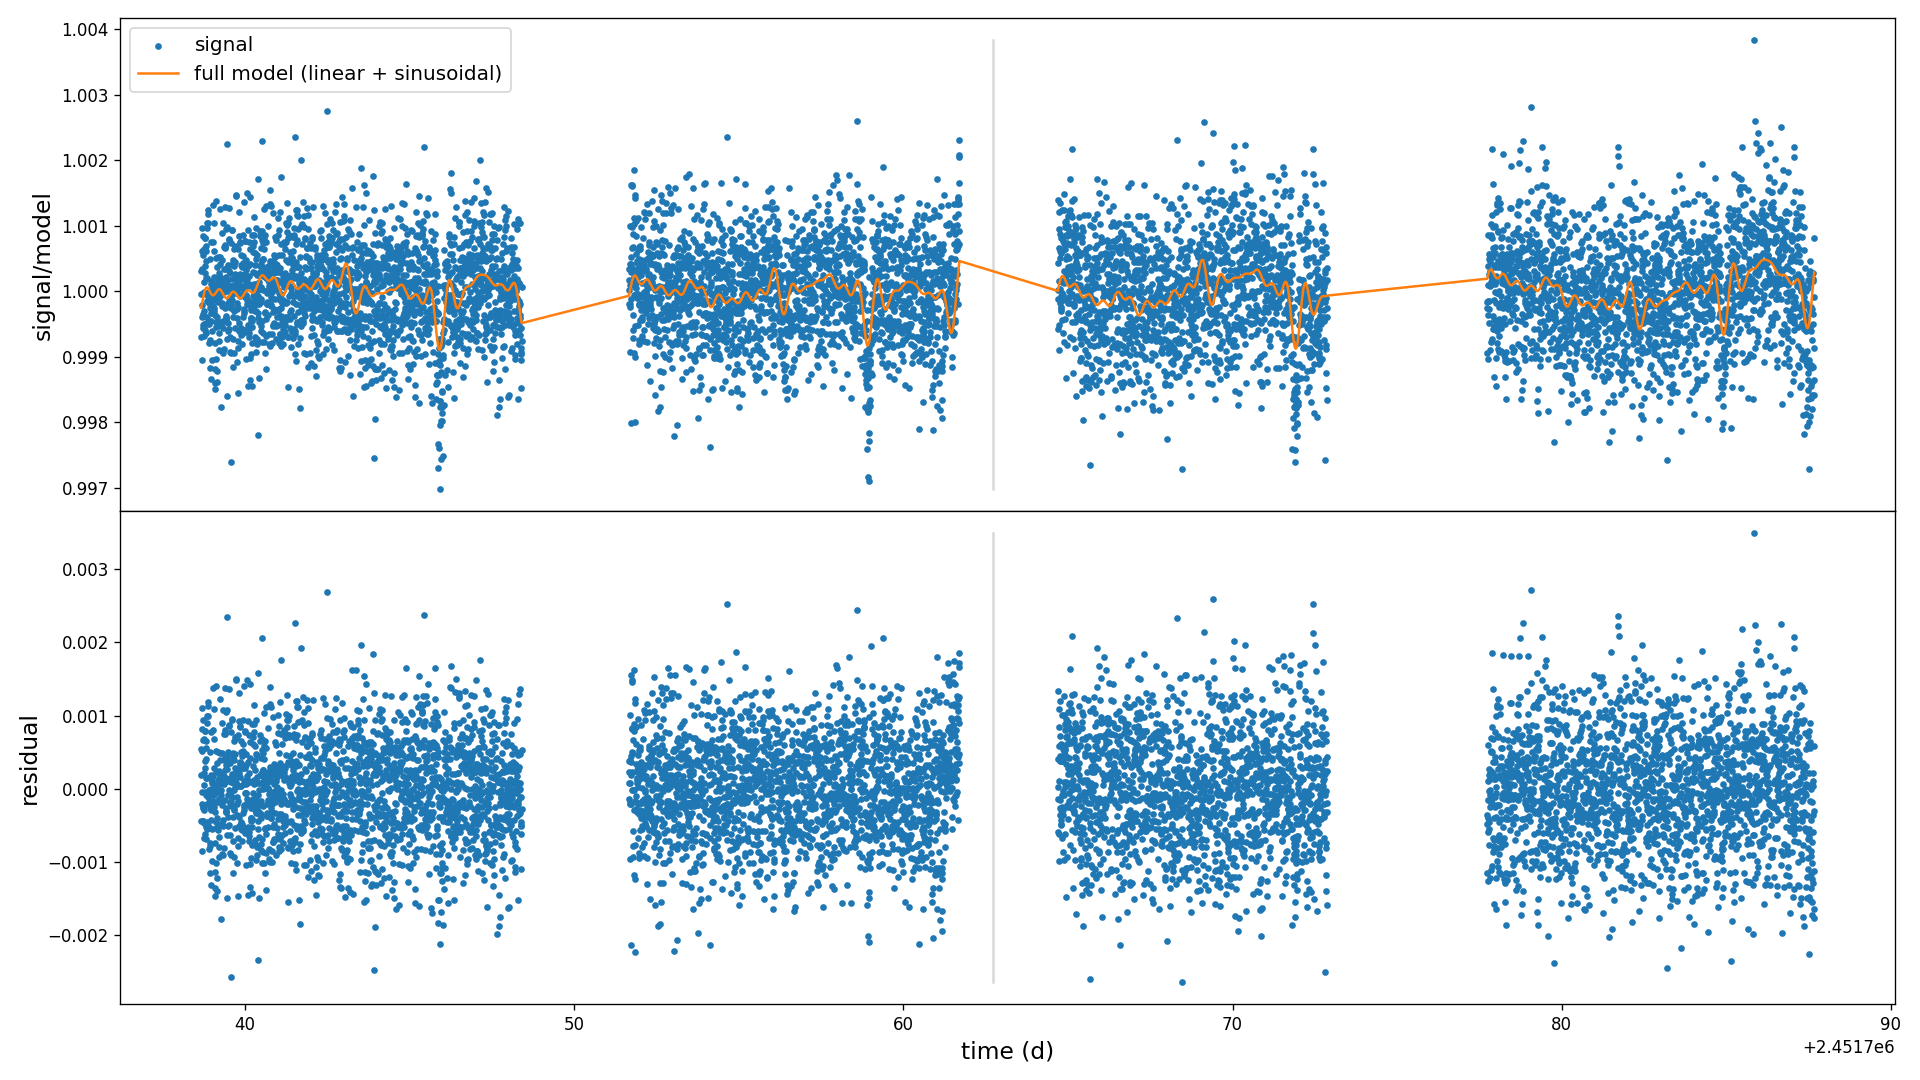 signal
full model (linear + sinusoidal)
signal/model
1.004
1.003
1.002
1.001
1.000
0.999
0.998
0.997
residual
0.003
0.002
0.001
0.000
−0.001
−0.002
40 50 60 70 80 90
time (d)
+2.4517e6